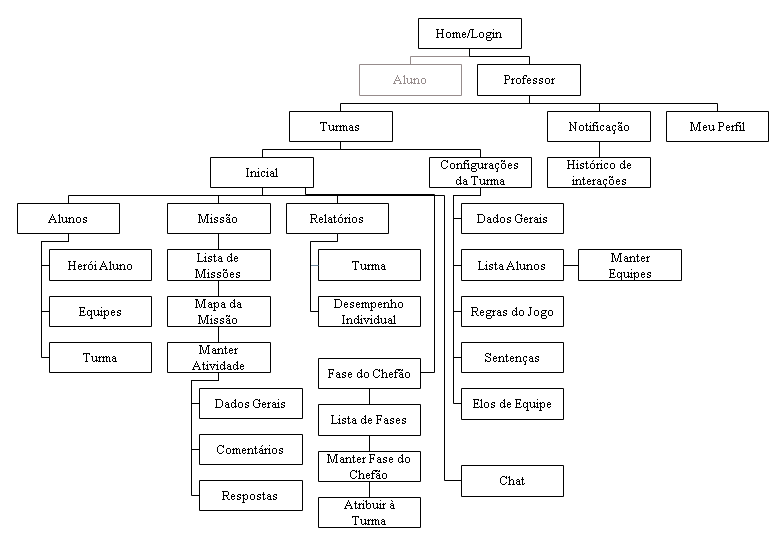 Home/Login
Aluno
Professor
Turmas
Notificação
Meu Perfil
Inicial
Configurações
da Turma
Histórico de
interações
Alunos
Missão
Relatórios
Dados Gerais
Herói Aluno
Lista de
Missões
Turma
Lista Alunos
Manter
Equipes
Equipes
Mapa da
Missão
Desempenho
Individual
Regras do Jogo
Turma
Manter
Atividade
Fase do Chefão
Sentenças
Dados Gerais
Lista de Fases
Elos de Equipe
Comentários
Manter Fase do
Chefão
Chat
Respostas
Atribuir à
Turma